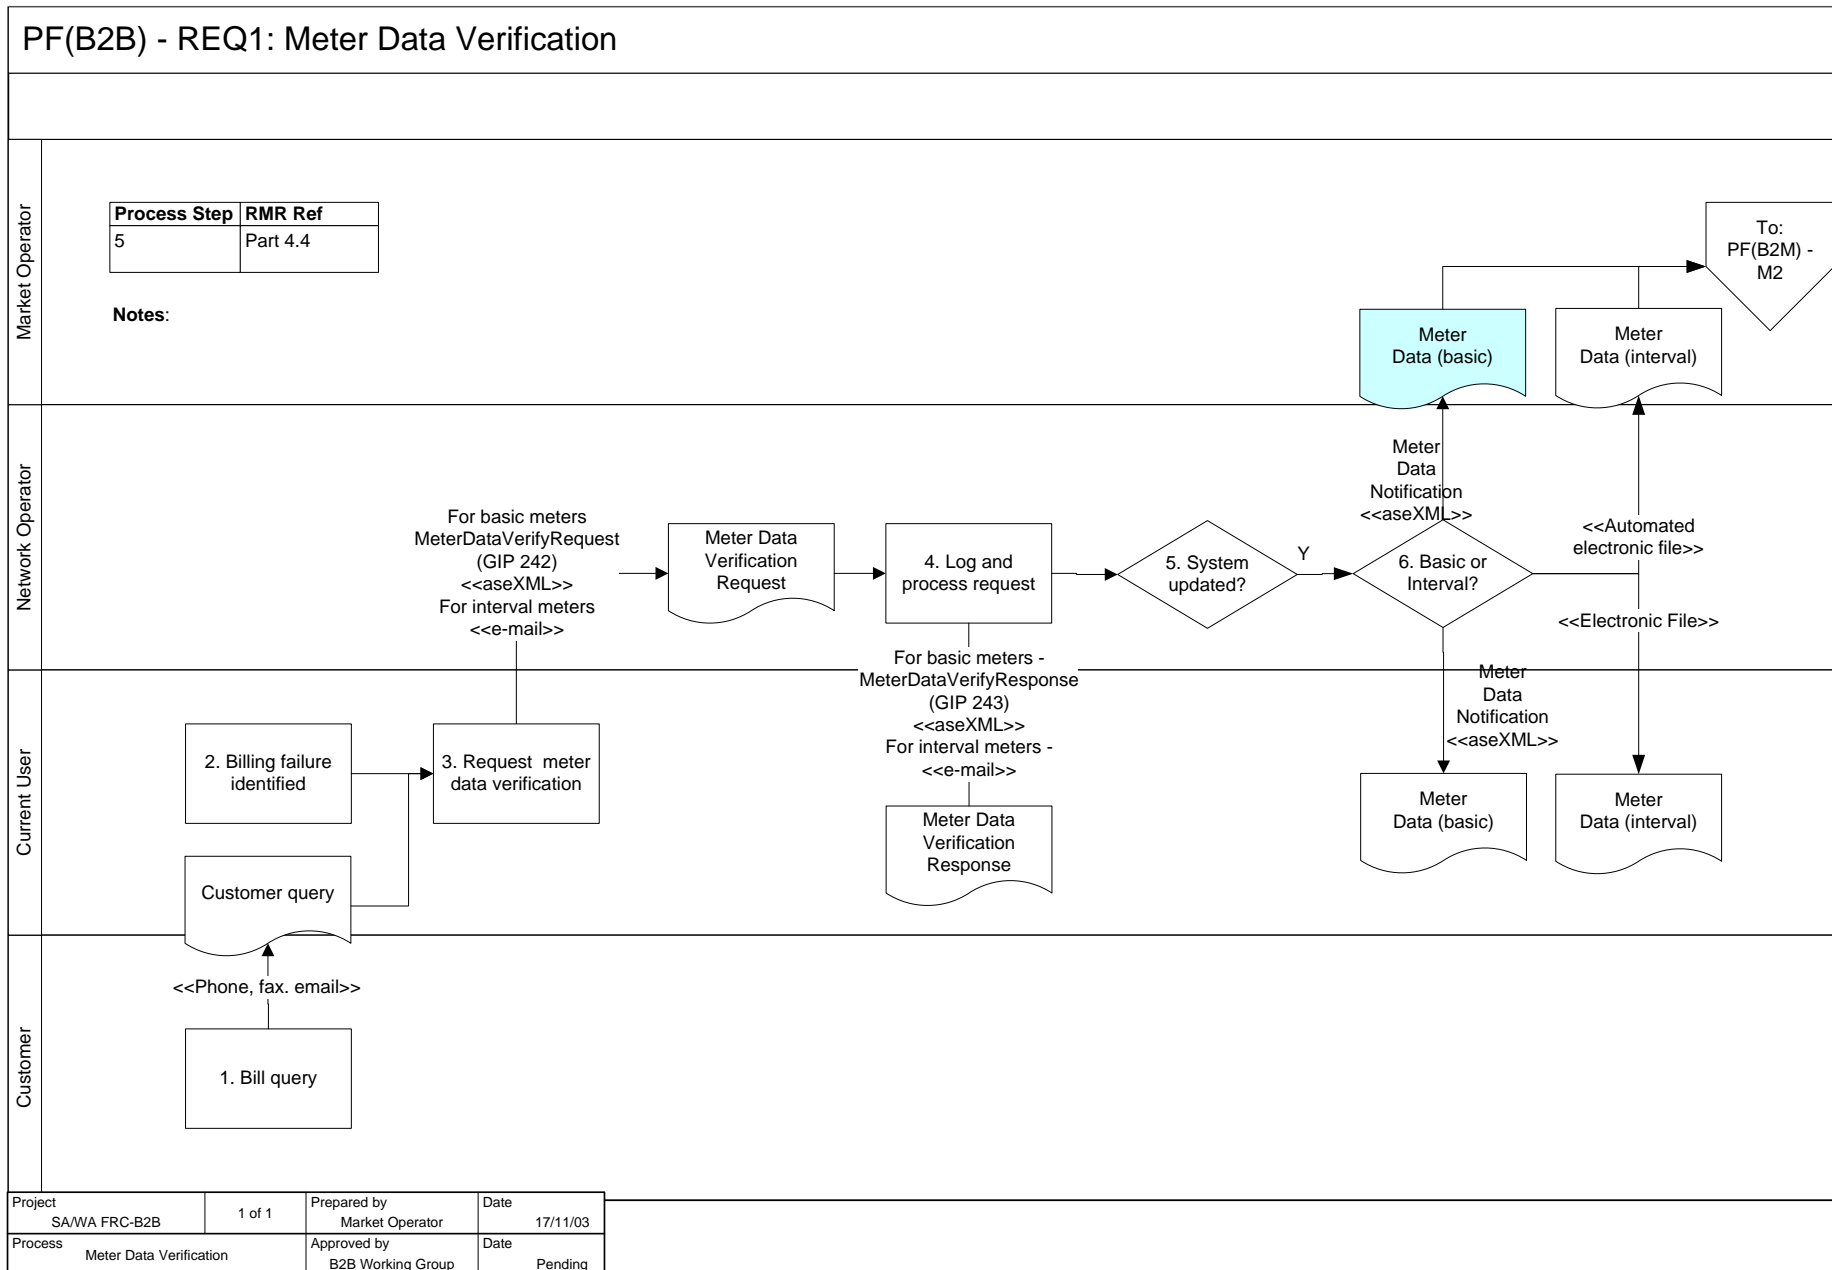 PF(B2B) - REQ1: Meter Data Verification
Market Operator
Process Step RMR Ref
5 Part 4.4
Notes:
To:
PF(B2M) -
M2
Meter
Data (basic)
Meter
Data (interval)
Network Operator
For basic meters
MeterDataVerifyRequest
(GIP 242)
<<aseXML>>
For interval meters
<<e-mail>>
Meter Data
Verification
Request
4. Log and
process request
5. System
updated?
Y
6. Basic or
Interval?
Meter
Data
Notification
<<aseXML>>
<<Automated
electronic file>>
<<Electronic File>>
For basic meters -
MeterDataVerifyResponse
(GIP 243)
<<aseXML>>
For interval meters -
<<e-mail>>
Meter
Data
Notification
<<aseXML>>
Current User
2. Billing failure
identified
3. Request meter
data verification
Customer query
Meter Data
Verification
Response
Meter
Data (basic)
Meter
Data (interval)
Customer
<<Phone, fax. email>>
1. Bill query
Project
SA/WA FRC-B2B
1 of 1
Prepared by
Market Operator
Date
17/11/03
Process
Meter Data Verification
Approved by
B2B Working Group
Date
Pending